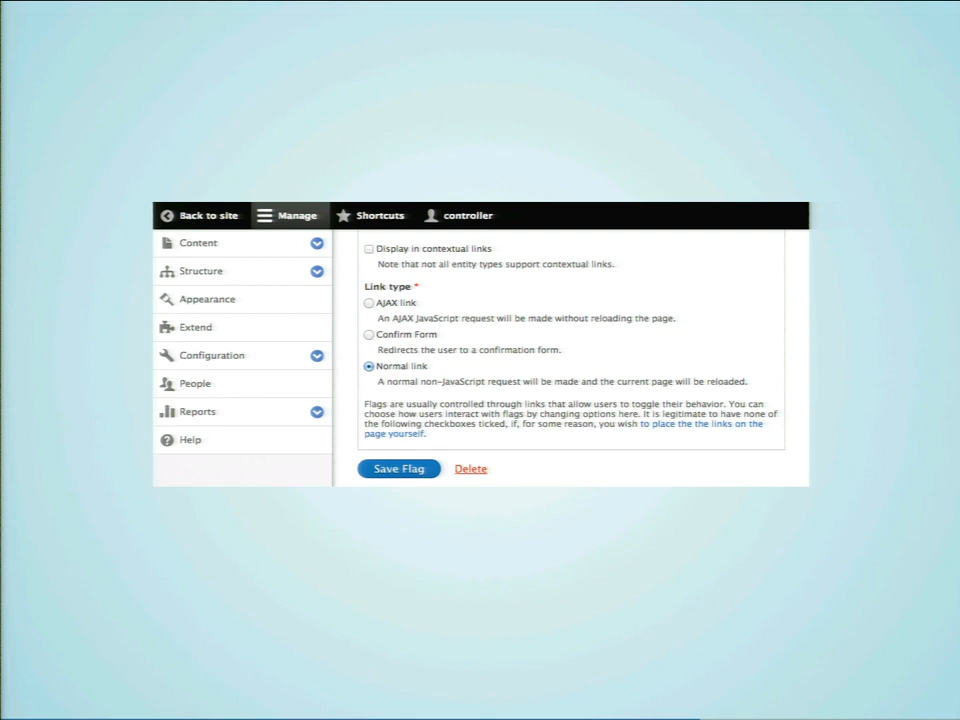 Back to site Manage Shortcuts controller
Content
Structure
Appearance
Extend
Configuration
People
Reports
Help
Display in contextual links
Note that not all entity types support contextual links.
Link type *
AJAX link
An AJAX JavaScript request will be made without reloading the page.
Confirm Form
Redirects the user to a confirmation form.
Normal link
A normal non-JavaScript request will be made and the current page will be reloaded.
Flags are usually controlled through links that allow users to toggle their behavior. You can
choose how users interact with flags by changing options here. It is legitimate to have none of
the following checkboxes ticked, if, for some reason, you wish to place the the links on the
page yourself.
Save Flag Delete